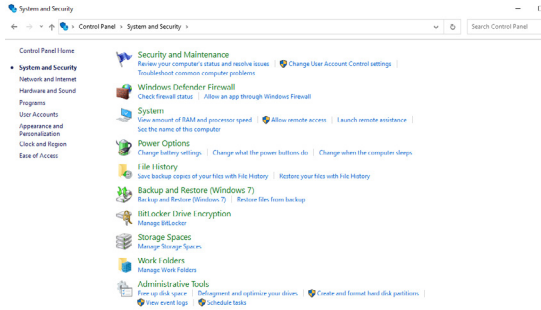 System and Security
Control Panel > System and Security >
Search Control Panel
Control Panel Home
System and Security
Network and Internet
Hardware and Sound
Programs
User Accounts
Appearance and
Personalization
Clock and Region
Ease of Access
Security and Maintenance
Review your computer's status and resolve issues | Change User Account Control settings |
Troubleshoot common computer problems
Windows Defender Firewall
Check firewall status | Allow an app through Windows Firewall
System
View amount of RAM and processor speed | Allow remote access | Launch remote assistance |
See the name of this computer
Power Options
Change battery settings | Change what the power buttons do | Change when the computer sleeps
File History
Save backup copies of your files with File History | Restore your files with File History
Backup and Restore (Windows 7)
Backup and Restore (Windows 7) | Restore files from backup
BitLocker Drive Encryption
Manage BitLocker
Storage Spaces
Manage Storage Spaces
Work Folders
Manage Work Folders
Administrative Tools
Free up disk space | Defragment and optimize your drives | Create and format hard disk partitions |
View event logs | Schedule tasks